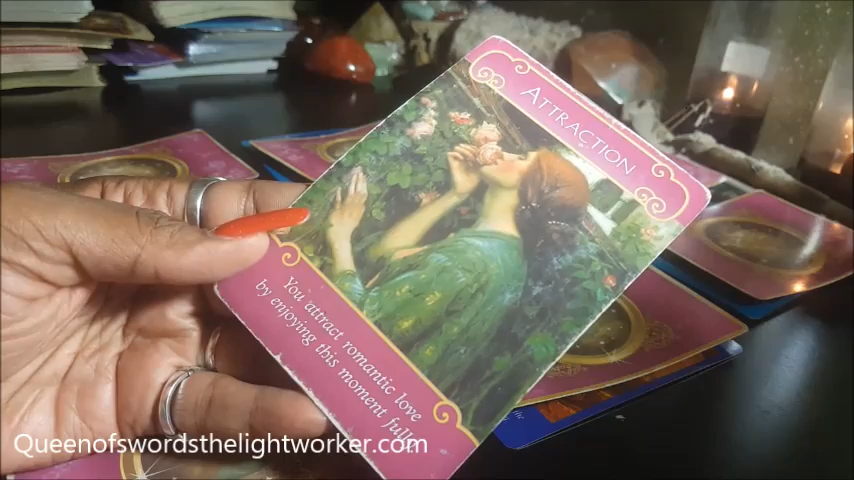 ATTRACTION
You attract romantic love
by enjoying this moment fully.
Queenofswordsthelightworker.com